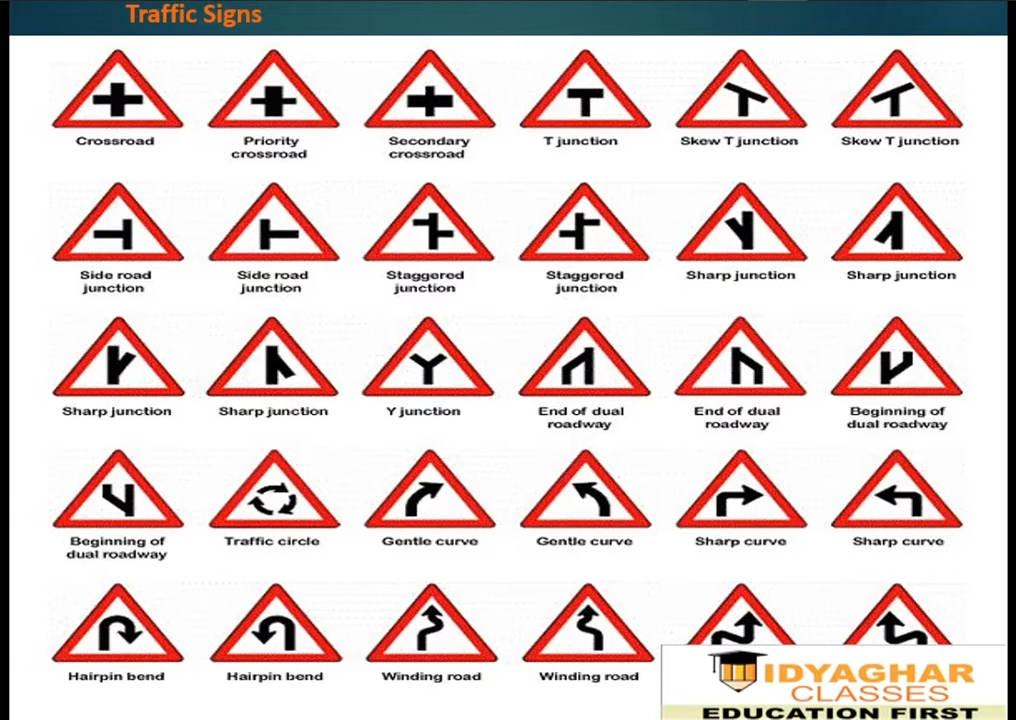 Traffic Signs
Crossroad
Priority
crossroad
Secondary
crossroad
T junction
Skew T junction
Skew T junction
Side road
junction
Side road
junction
Staggered
junction
Staggered
junction
Sharp junction
Sharp junction
Sharp junction
Sharp junction
Y junction
End of dual
roadway
End of dual
roadway
Beginning of
dual roadway
Beginning of
dual roadway
Traffic circle
Gentle curve
Gentle curve
Sharp curve
Sharp curve
Hairpin bend
Hairpin bend
Winding road
Winding road
IDYAGHAR
CLASSES
EDUCATION FIRST